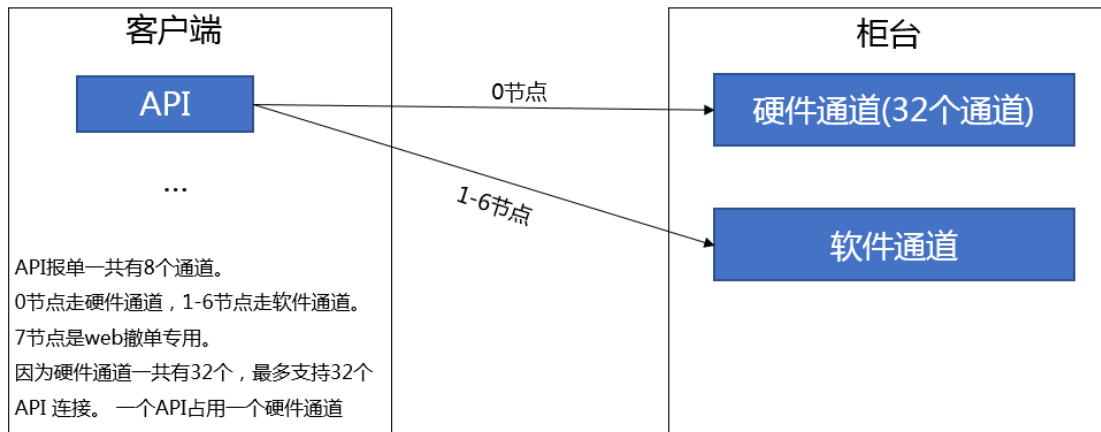 客户端
柜台
API
0节点
硬件通道(32个通道)
...
1-6节点
软件通道
API报单一共有8个通道。
0节点走硬件通道，1-6节点走软件通道。
7节点是web撤单专用。
因为硬件通道一共有32个，最多支持32个
API 连接。 一个API占用一个硬件通道